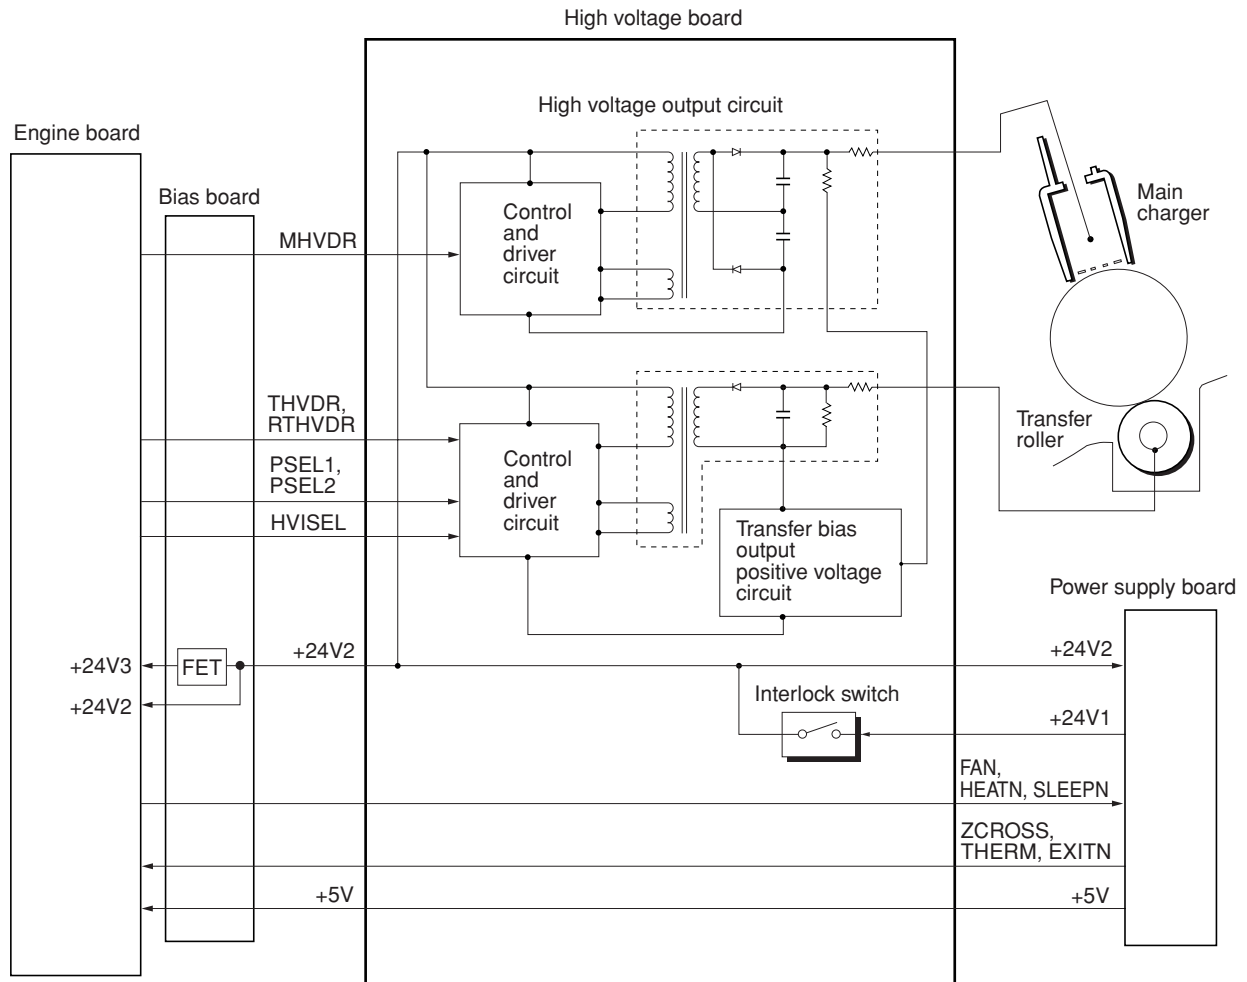 High voltage board
High voltage output circuit
Engine board
Bias board
MHVDR
Control
and
driver
circuit
Main
charger
THVDR,
RTHVDR
PSEL1,
PSEL2
HVISEL
Control
and
driver
circuit
Transfer
roller
Transfer bias
output
positive voltage
circuit
Power supply board
+24V3
FET
+24V2
+24V2
+24V2
Interlock switch
+24V1
FAN,
HEATN, SLEEPN
ZCROSS,
THERM, EXITN
+5V
+5V